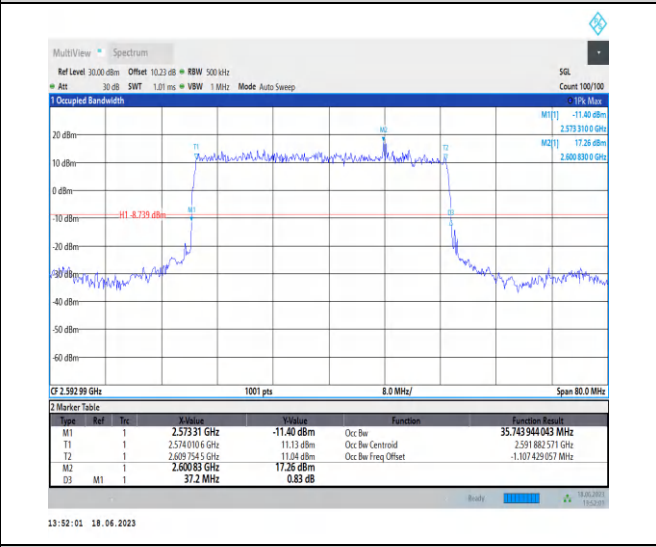 MultiView Spectrum
Ref Level 30.00 dBm Offset 10.23 dB RBW 500 kHz SGL
Att 30 dB SWT 1.01 ms VBW 1 MHz Mode Auto Sweep Count 100/100
1 Occupied Bandwidth 1Pk Max
M1[1] -11.40 dBm
2.573 310 0 GHz
M2[1] 17.26 dBm
2.600 830 0 GHz
20 dBm
M2
T1
T2
10 dBm
0 dBm
M1
D3
-10 dBm
H1 -8.739 dBm
-20 dBm
-30 dBm
-40 dBm
-50 dBm
-60 dBm
CF 2.592 99 GHz 1001 pts 8.0 MHz/ Span 80.0 MHz
2 Marker Table
Type Ref Trc X-Value Y-Value Function Function Result
M1 1 2.573 31 GHz -11.40 dBm Occ Bw 35.743 944 043 MHz
T1 1 2.574 010 6 GHz 11.13 dBm Occ Bw Centroid 2.591 882 571 GHz
T2 1 2.609 754 5 GHz 11.04 dBm Occ Bw Freq Offset -1.107 429 057 MHz
M2 1 2.600 83 GHz 17.26 dBm
D3 M1 1 37.2 MHz 0.83 dB
Ready 18.06.2023
13:52:01 18.06.2023